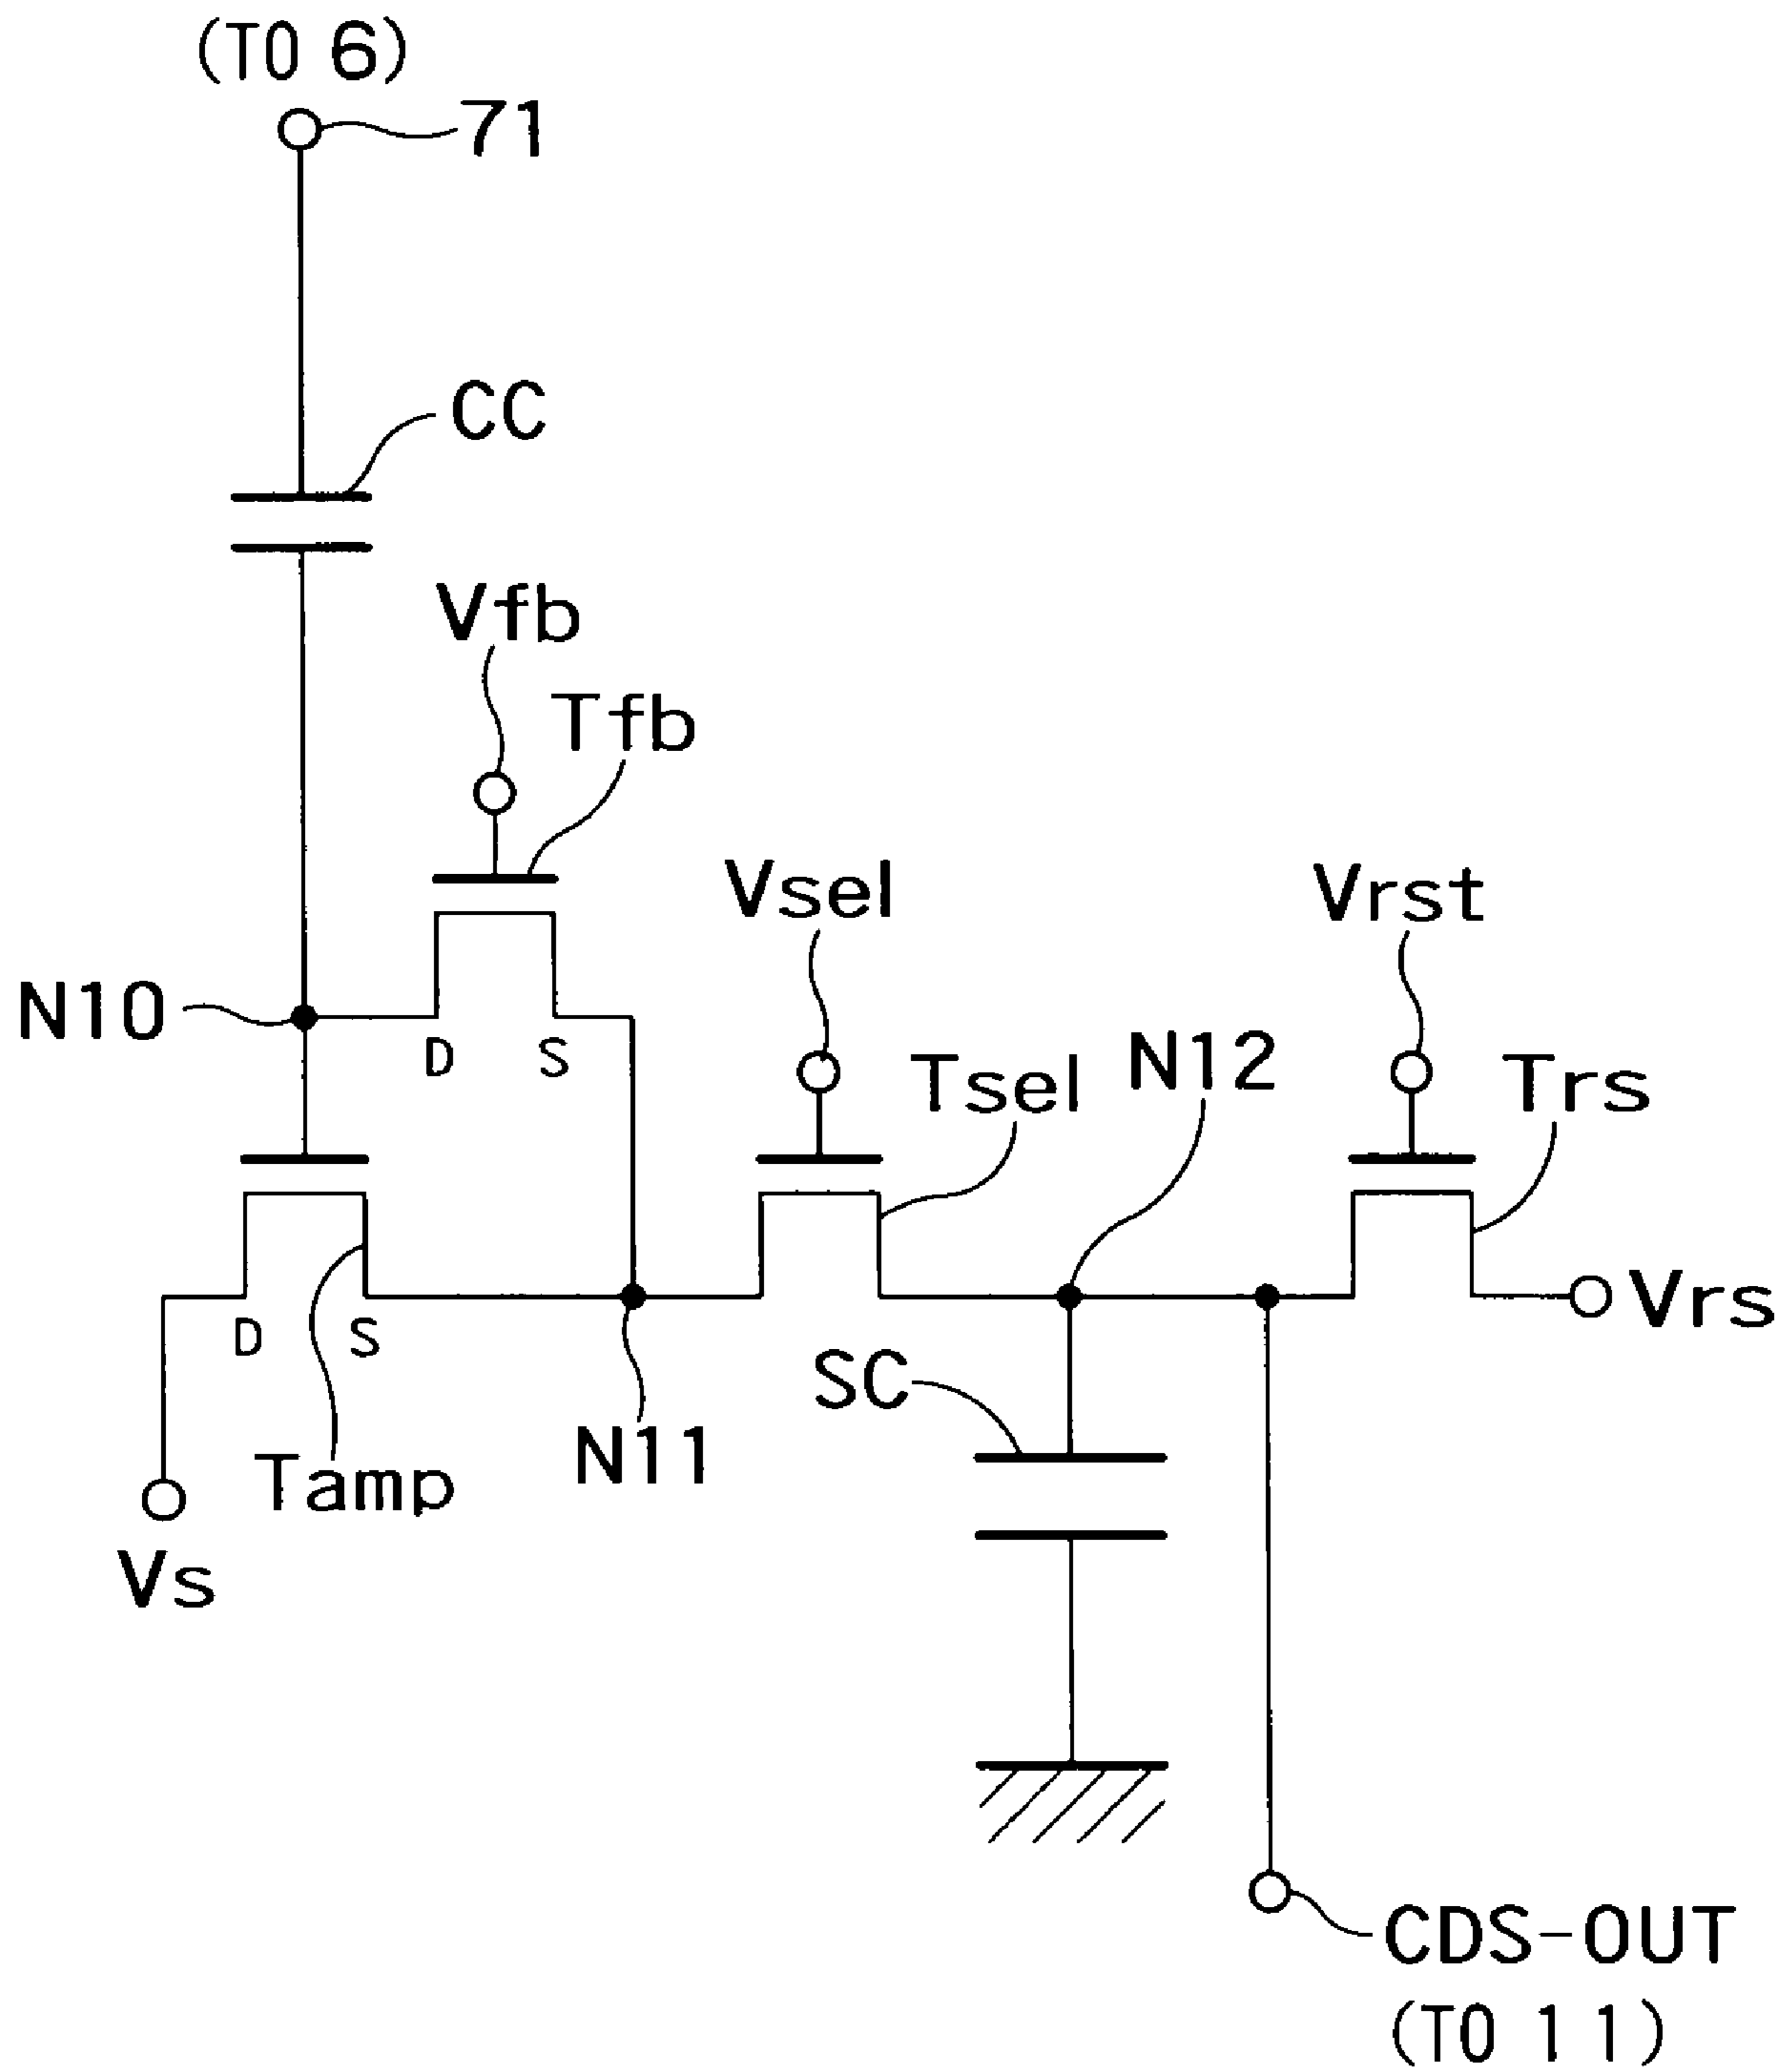 (TO 6)
71
CC
Vfb
Tfb
Vsel
Vrst
N10
D
S
Tsel
N12
Trs
Vrs
D
S
SC
N11
Tamp
Vs
CDS-OUT
(TO 11)